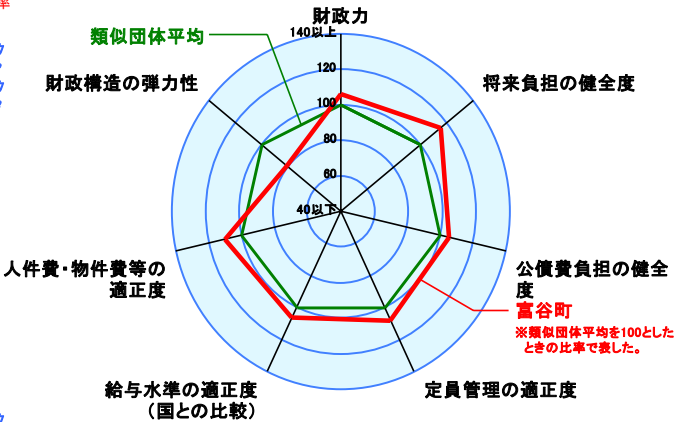 率
財政力
類似団体平均
140以上
財政構造の弾力性
将来負担の健全度
120
100
80
60
40以下
人件費・物件費等の
適正度
公債費負担の健全
度
富谷町
※類似団体平均を100とした
ときの比率で表した。
給与水準の適正度
（国との比較）
定員管理の適正度